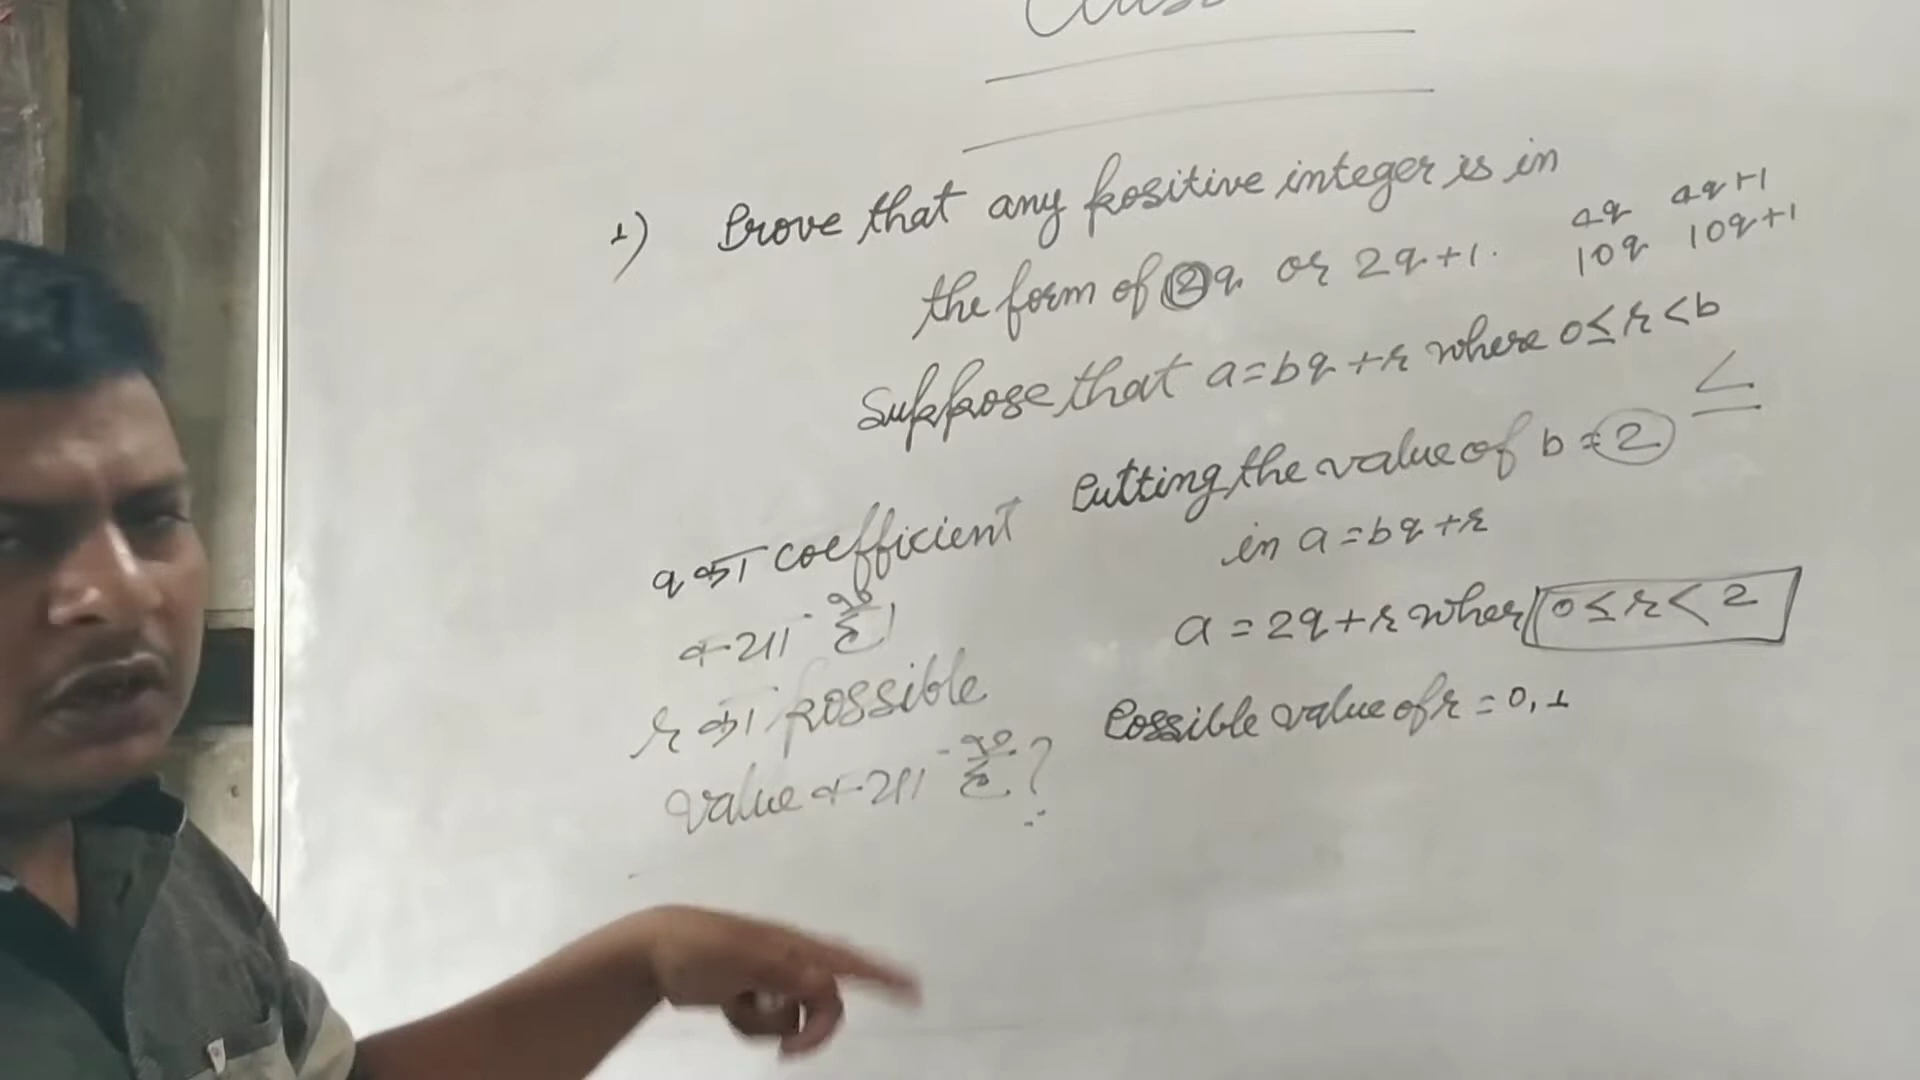 Class
1) Prove that any positive integer is in
the form of 2q or 2q+1.
4q 4q+1
10q 10q+1
Suppose that a=bq+r where 0≤r<b
≤
Putting the value of b=2
in a=bq+r
a=2q+r wher 0≤r<2
Possible value of r=0,1
q का coefficient
क्या है।
r का possible
value क्या है?